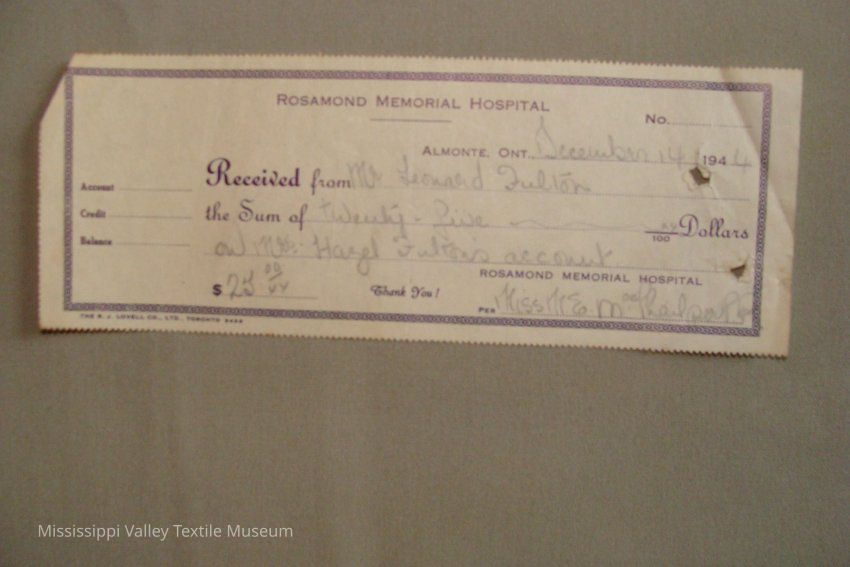 ROSAMOND MEMORIAL HOSPITAL
No.
ALMONTE, ONT. December 14 1944
Account
Received from Mr Leonard Fulton
Credit
the Sum of twenty-five xx/100 Dollars
Balance
on Mrs. Hazel Fulton's account
ROSAMOND MEMORIAL HOSPITAL
$ 25 00/xx Thank You!
PER Miss M. E.
THE R. J. LOVELL CO., LTD. TORONTO
Mississippi Valley Textile Museum